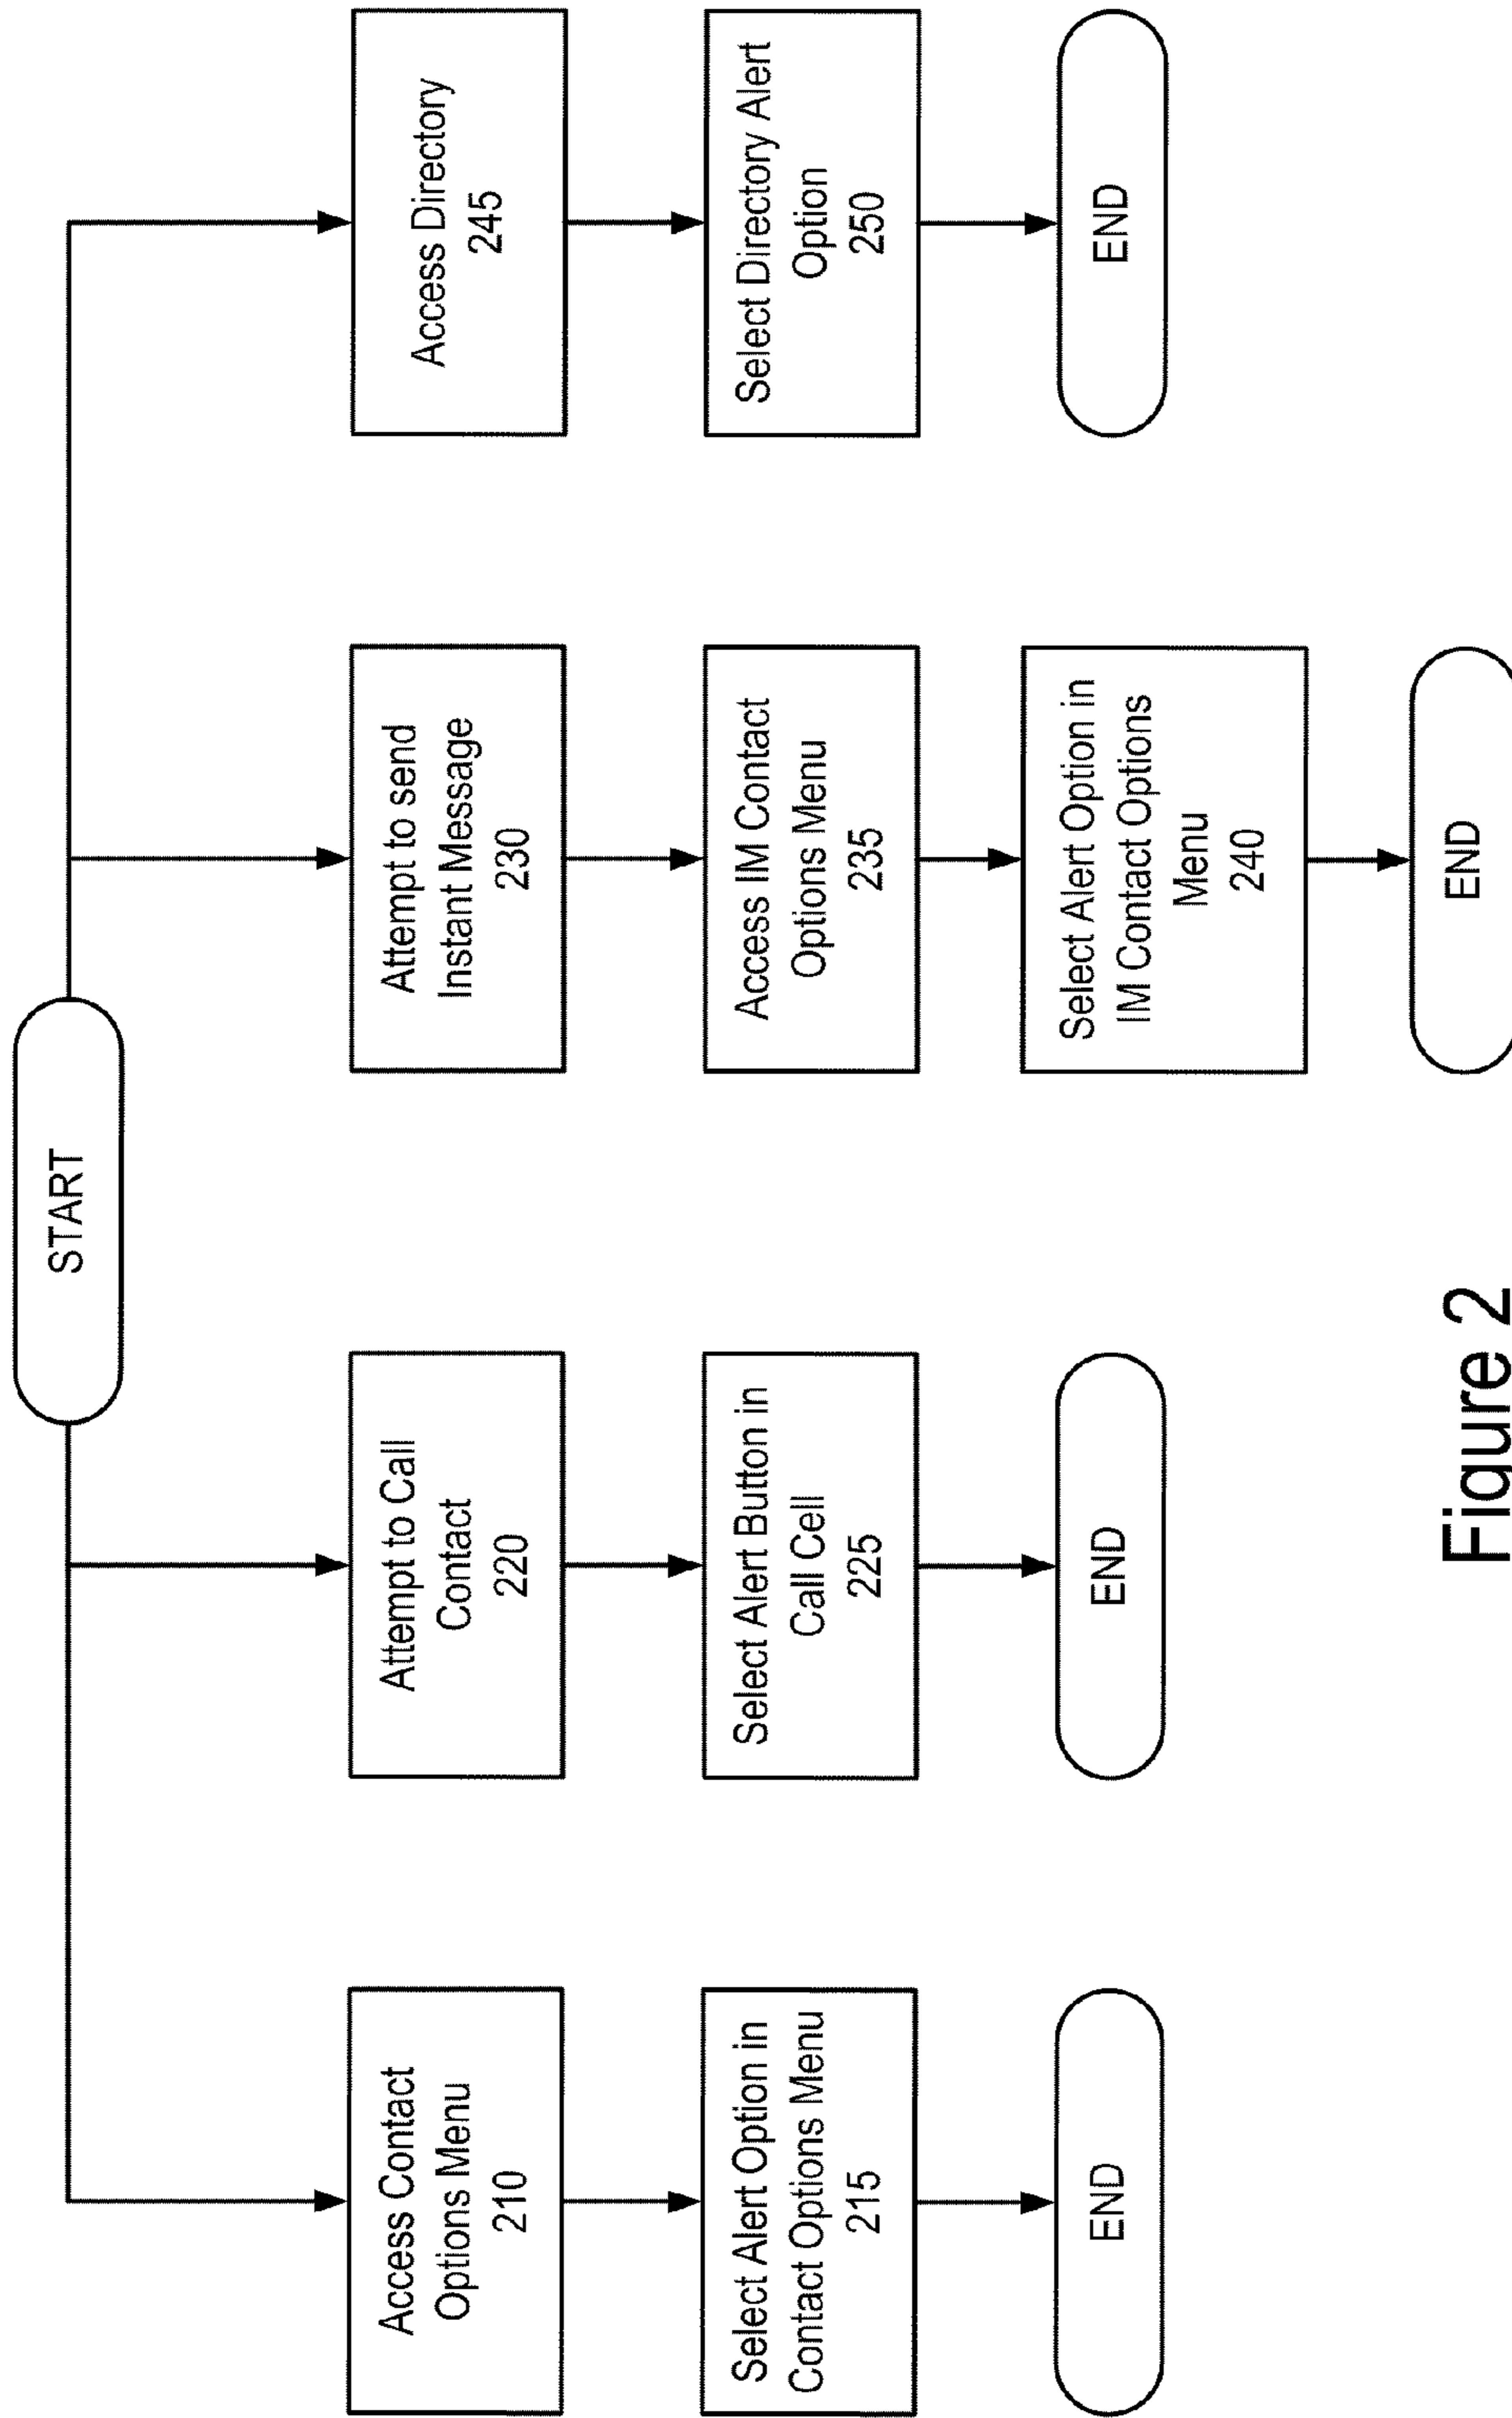 START
Access Contact
Options Menu
210
Select Alert Option in
Contact Options Menu
215
END
Attempt to Call
Contact
220
Select Alert Button in
Call Cell
225
END
Attempt to send
Instant Message
230
Access IM Contact
Options Menu
235
Select Alert Option in
IM Contact Options
Menu
240
END
Access Directory
245
Select Directory Alert
Option
250
END
Figure 2